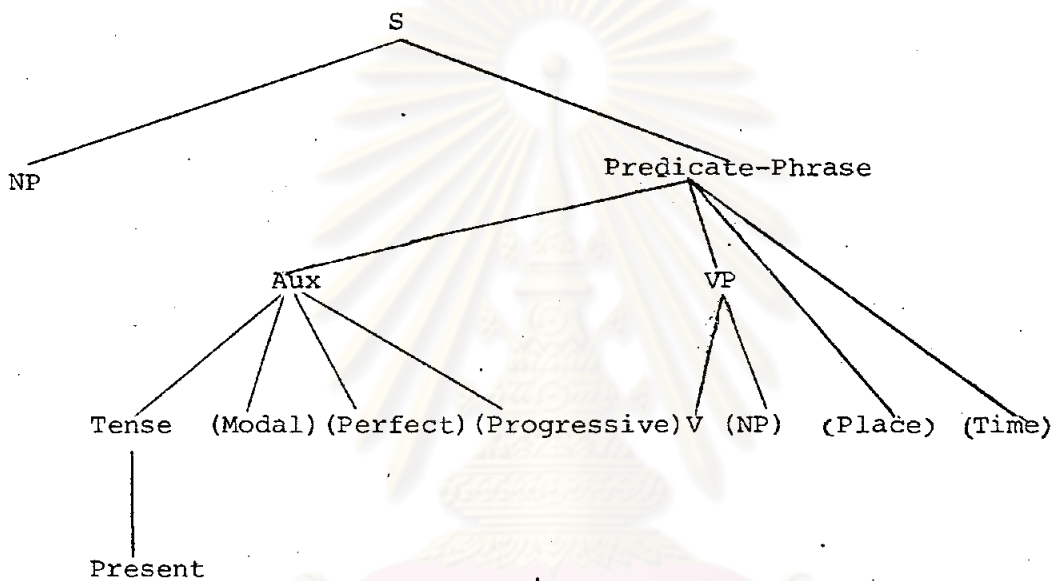 S
NP
Predicate-Phrase
Aux
VP
Tense (Modal) (Perfect) (Progressive) V (NP) (Place) (Time)
Present